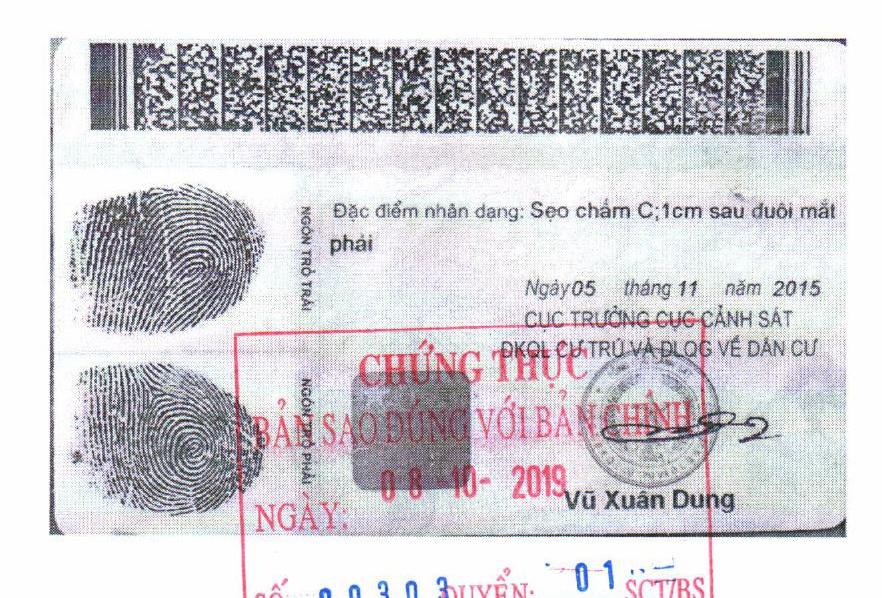 NGÓN TRỎ TRÁI
Đặc điểm nhân dạng: Sẹo chấm C;1cm sau đuôi mắt
phải
Ngày 05 tháng 11 năm 2015
CỤC TRƯỞNG CỤC CẢNH SÁT
ĐKQL CƯ TRÚ VÀ DLQG VỀ DÂN CƯ
NGÓN TRỎ PHẢI
CHỨNG THỰC
BẢN SAO ĐÚNG VỚI BẢN CHÍNH
08-10-2019
NGÀY:
Vũ Xuân Dung
SỐ 00303 QUYỂN: 01 SCT/BS